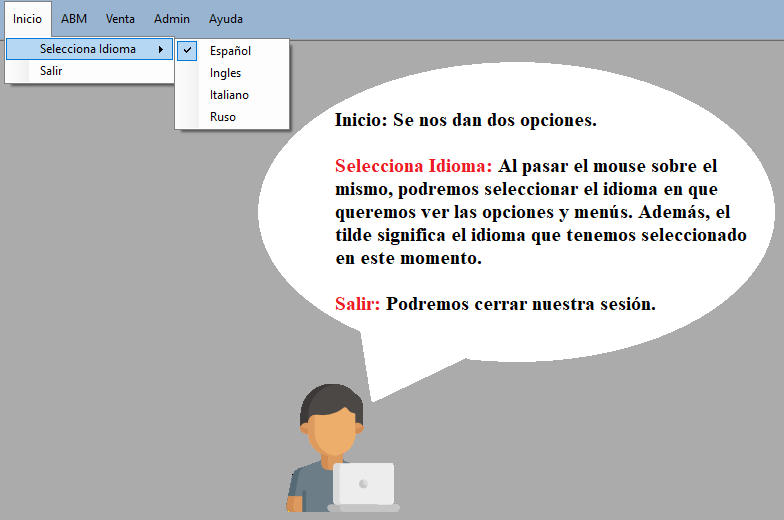 Inicio ABM Venta Admin Ayuda
Selecciona Idioma
Salir
Español
Ingles
Italiano
Ruso
Inicio: Se nos dan dos opciones.
Selecciona Idioma: Al pasar el mouse sobre el
mismo, podremos seleccionar el idioma en que
queremos ver las opciones y menús. Además, el
tilde significa el idioma que tenemos seleccionado
en este momento.
Salir: Podremos cerrar nuestra sesión.